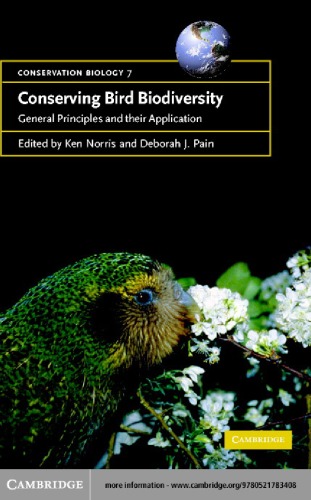 CONSERVATION BIOLOGY 7
Conserving Bird Biodiversity
General Principles and their Application
Edited by Ken Norris and Deborah J. Pain
CAMBRIDGE
CAMBRIDGE
more information - www.cambridge.org/9780521783408